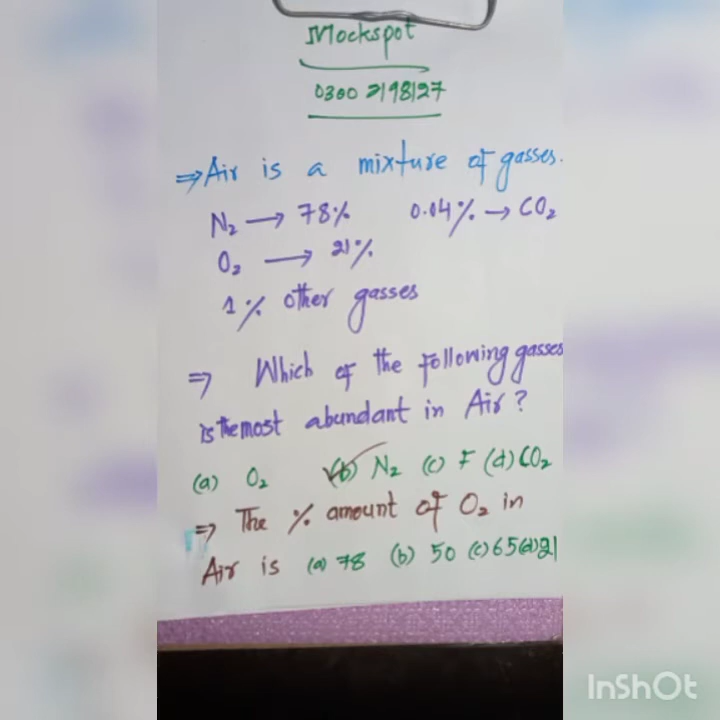 Mockspot
0300 2198127
⇒ Air is a mixture of gasses.
N₂ → 78% 0.04% → CO₂
O₂ → 21%
1% other gasses
⇒ Which of the following gasses
is the most abundant in Air?
(a) O₂ (b) N₂ (c) F (d) CO₂
⇒ The % amount of O₂ in
Air is (a) 78 (b) 50 (c) 65 (d) 21
InShOt